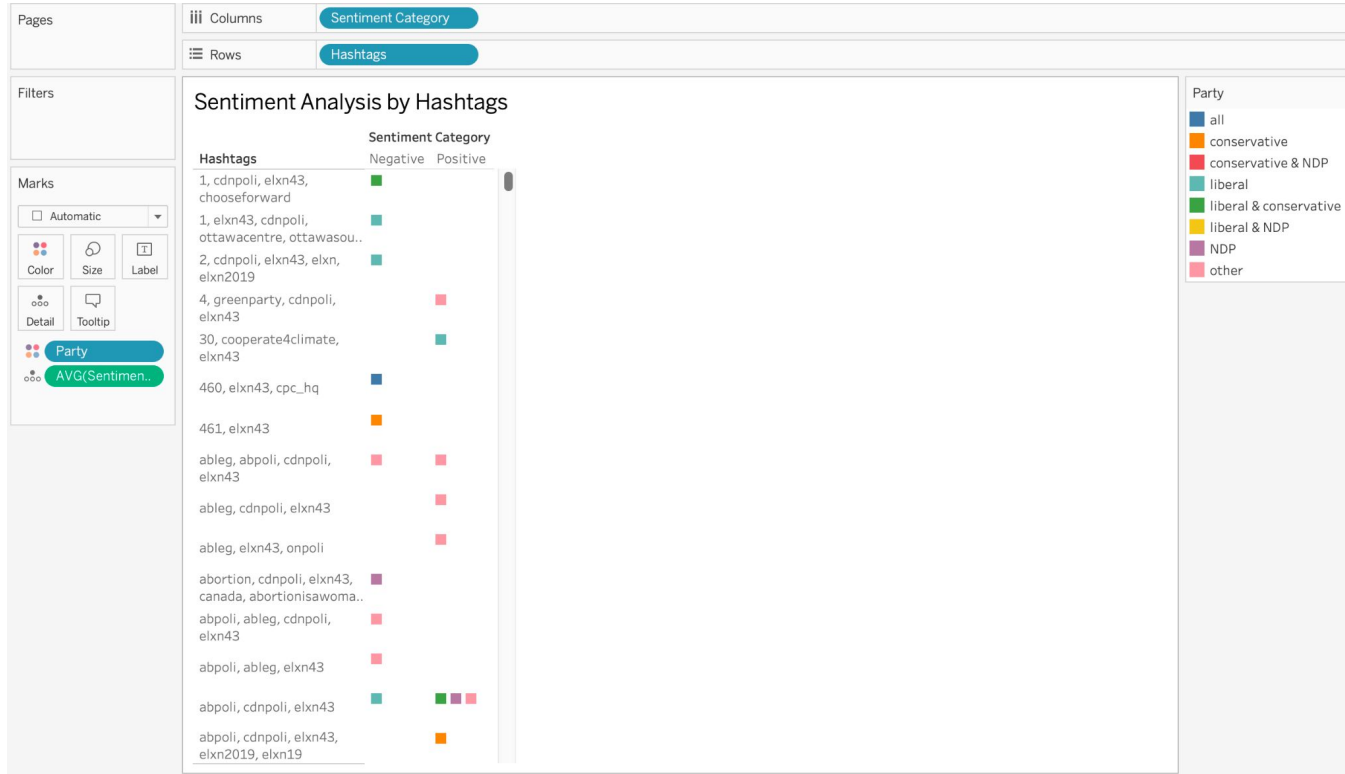 Pages
Columns
Sentiment Category
Rows
Hashtags
Filters
Marks
Automatic
Color
Size
Label
Detail
Tooltip
Party
AVG(Sentimen..
Sentiment Analysis by Hashtags
Sentiment Category
Hashtags
Negative
Positive
1, cdnpoli, elxn43,
chooseforward
1, elxn43, cdnpoli,
ottawacentre, ottawasou..
2, cdnpoli, elxn43, elxn,
elxn2019
4, greenparty, cdnpoli,
elxn43
30, cooperate4climate,
elxn43
460, elxn43, cpc_hq
461, elxn43
ableg, abpoli, cdnpoli,
elxn43
ableg, cdnpoli, elxn43
ableg, elxn43, onpoli
abortion, cdnpoli, elxn43,
canada, abortionisawoma..
abpoli, ableg, cdnpoli,
elxn43
abpoli, ableg, elxn43
abpoli, cdnpoli, elxn43
abpoli, cdnpoli, elxn43,
elxn2019, elxn19
Party
all
conservative
conservative & NDP
liberal
liberal & conservative
liberal & NDP
NDP
other